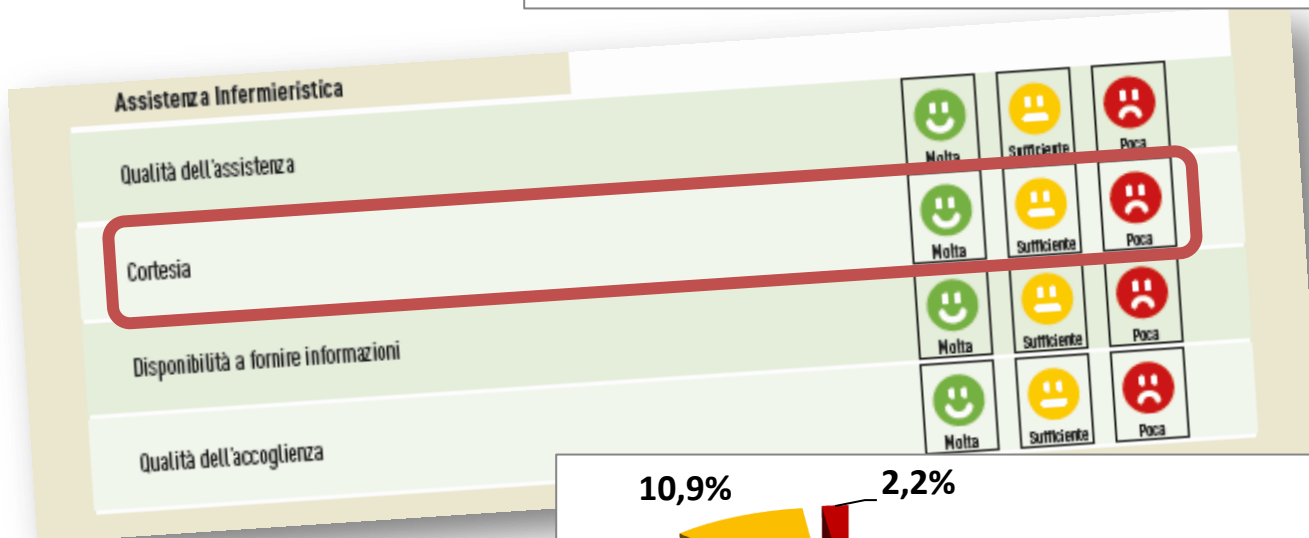 Assistenza Infermieristica
Qualità dell'assistenza
Molta Sufficiente Poca
Cortesia
Molta Sufficiente Poca
Disponibilità a fornire informazioni
Molta Sufficiente Poca
Qualità dell'accoglienza
Molta Sufficiente Poca
10,9% 2,2%